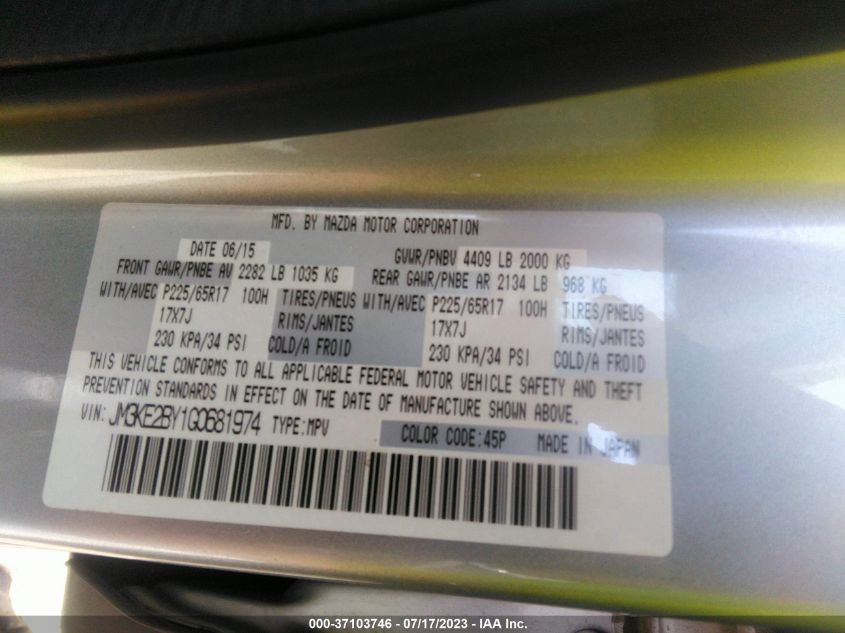 MFD. BY MAZDA MOTOR CORPORATION
DATE 06/15 GVWR/PNBV 4409 LB 2000 KG
FRONT GAWR/PNBE AV 2282 LB 1035 KG REAR GAWR/PNBE AR 2134 LB 968 KG
WITH/AVEC P225/65R17 100H TIRES/PNEUS WITH/AVEC P225/65R17 100H TIRES/PNEUS
17X7J RIMS/JANTES 17X7J RIMS/JANTES
230 KPA/34 PSI COLD/A FROID 230 KPA/34 PSI COLD/A FROID
THIS VEHICLE CONFORMS TO ALL APPLICABLE FEDERAL MOTOR VEHICLE SAFETY AND THEFT
PREVENTION STANDARDS IN EFFECT ON THE DATE OF MANUFACTURE SHOWN ABOVE.
VIN: JM3KE2BY1G0681974 TYPE:MPV COLOR CODE:45P MADE IN JAPAN
000-37103746 - 07/17/2023 - IAA Inc.